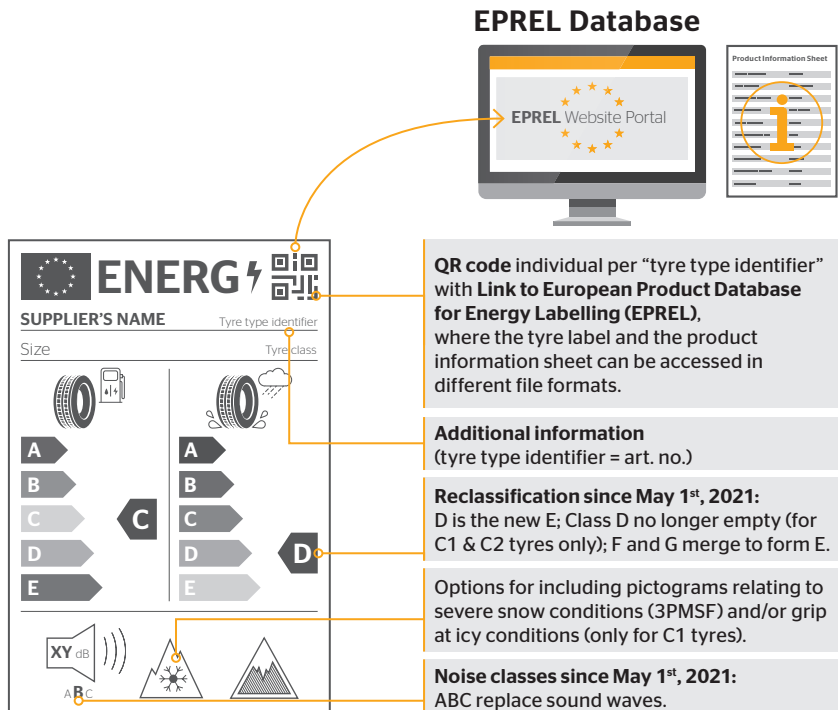 EPREL Database
Product Information Sheet
EPREL Website Portal
ENERG
SUPPLIER'S NAME
Tyre type identifier
Size
Tyre class
A
B
C
D
E
C
A
B
C
D
E
D
XY dB
A B C
QR code individual per “tyre type identifier”
with Link to European Product Database
for Energy Labelling (EPREL),
where the tyre label and the product
information sheet can be accessed in
different file formats.
Additional information
(tyre type identifier = art. no.)
Reclassification since May 1st, 2021:
D is the new E; Class D no longer empty (for
C1 & C2 tyres only); F and G merge to form E.
Options for including pictograms relating to
severe snow conditions (3PMSF) and/or grip
at icy conditions (only for C1 tyres).
Noise classes since May 1st, 2021:
ABC replace sound waves.